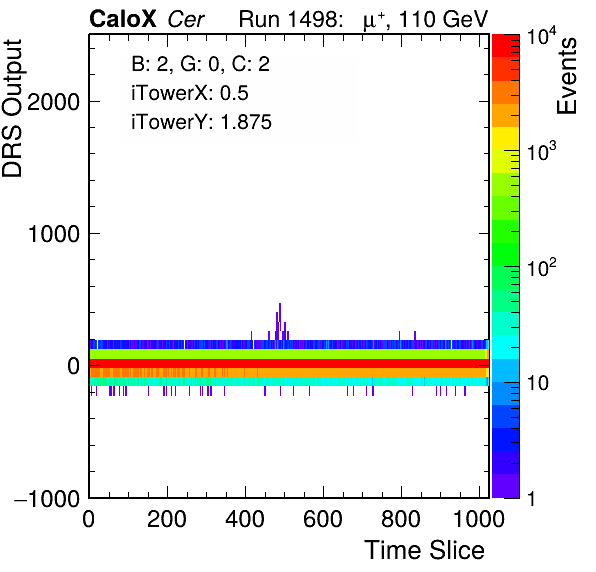 CaloX Cer Run 1498: μ⁺, 110 GeV
B: 2, G: 0, C: 2
iTowerX: 0.5
iTowerY: 1.875
DRS Output
2000
1000
0
−1000
0 200 400 600 800 1000
Time Slice
Events
10⁴
10³
10²
10
1